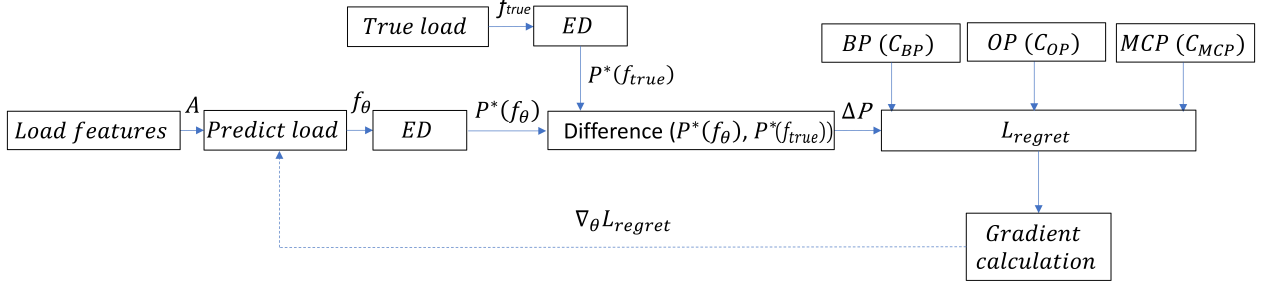 True load
f_true
ED
BP (C_BP)
OP (C_OP)
MCP (C_MCP)
P*(f_true)
Load features
A
Predict load
f_θ
ED
P*(f_θ)
Difference (P*(f_θ), P*(f_true))
ΔP
L_regret
∇_θ L_regret
Gradient
calculation